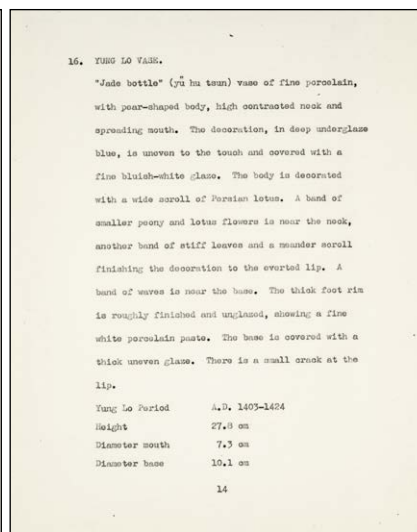 16. YUNG LO VASE.
"Jade bottle" (yü hu tsun) vase of fine porcelain,
with pear-shaped body, high contracted neck and
spreading mouth. The decoration, in deep underglaze
blue, is uneven to the touch and covered with a
fine bluish-white glaze. The body is decorated
with a wide scroll of Persian lotus. A band of
smaller peony and lotus flowers is near the neck,
another band of stiff leaves and a meander scroll
finishing the decoration to the everted lip. A
band of waves is near the base. The thick foot rim
is roughly finished and unglazed, showing a fine
white porcelain paste. The base is covered with a
thick uneven glaze. There is a small crack at the
lip.
Yung Lo Period A.D. 1403-1424
Height 27.8 cm
Diameter mouth 7.3 cm
Diameter base 10.1 cm
14